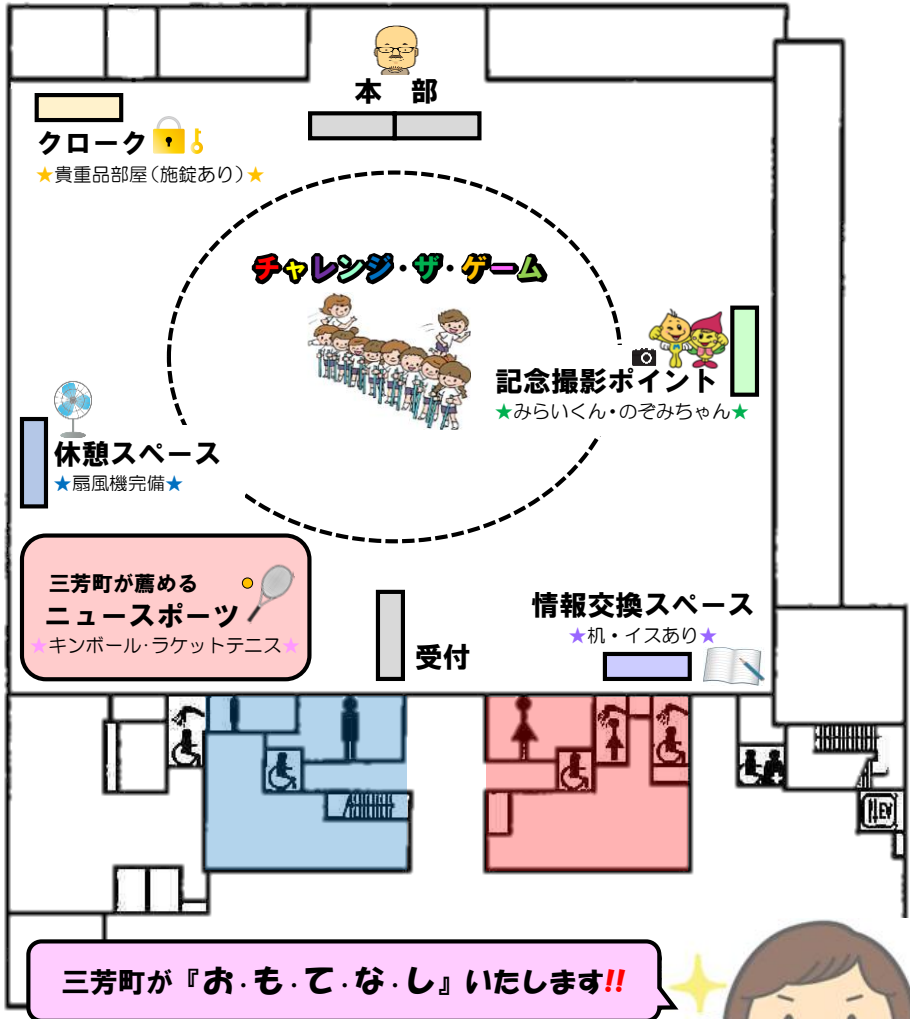 本　部
クローク
★貴重品部屋（施錠あり）★
チャレンジ・ザ・ゲーム
記念撮影ポイント
★みらいくん・のぞみちゃん★
休憩スペース
★扇風機完備★
三芳町が薦める
ニュースポーツ
★キンボール・ラケットテニス★
受付
情報交換スペース
★机・イスあり★
EV
三芳町が『お・も・て・な・し』いたします!!